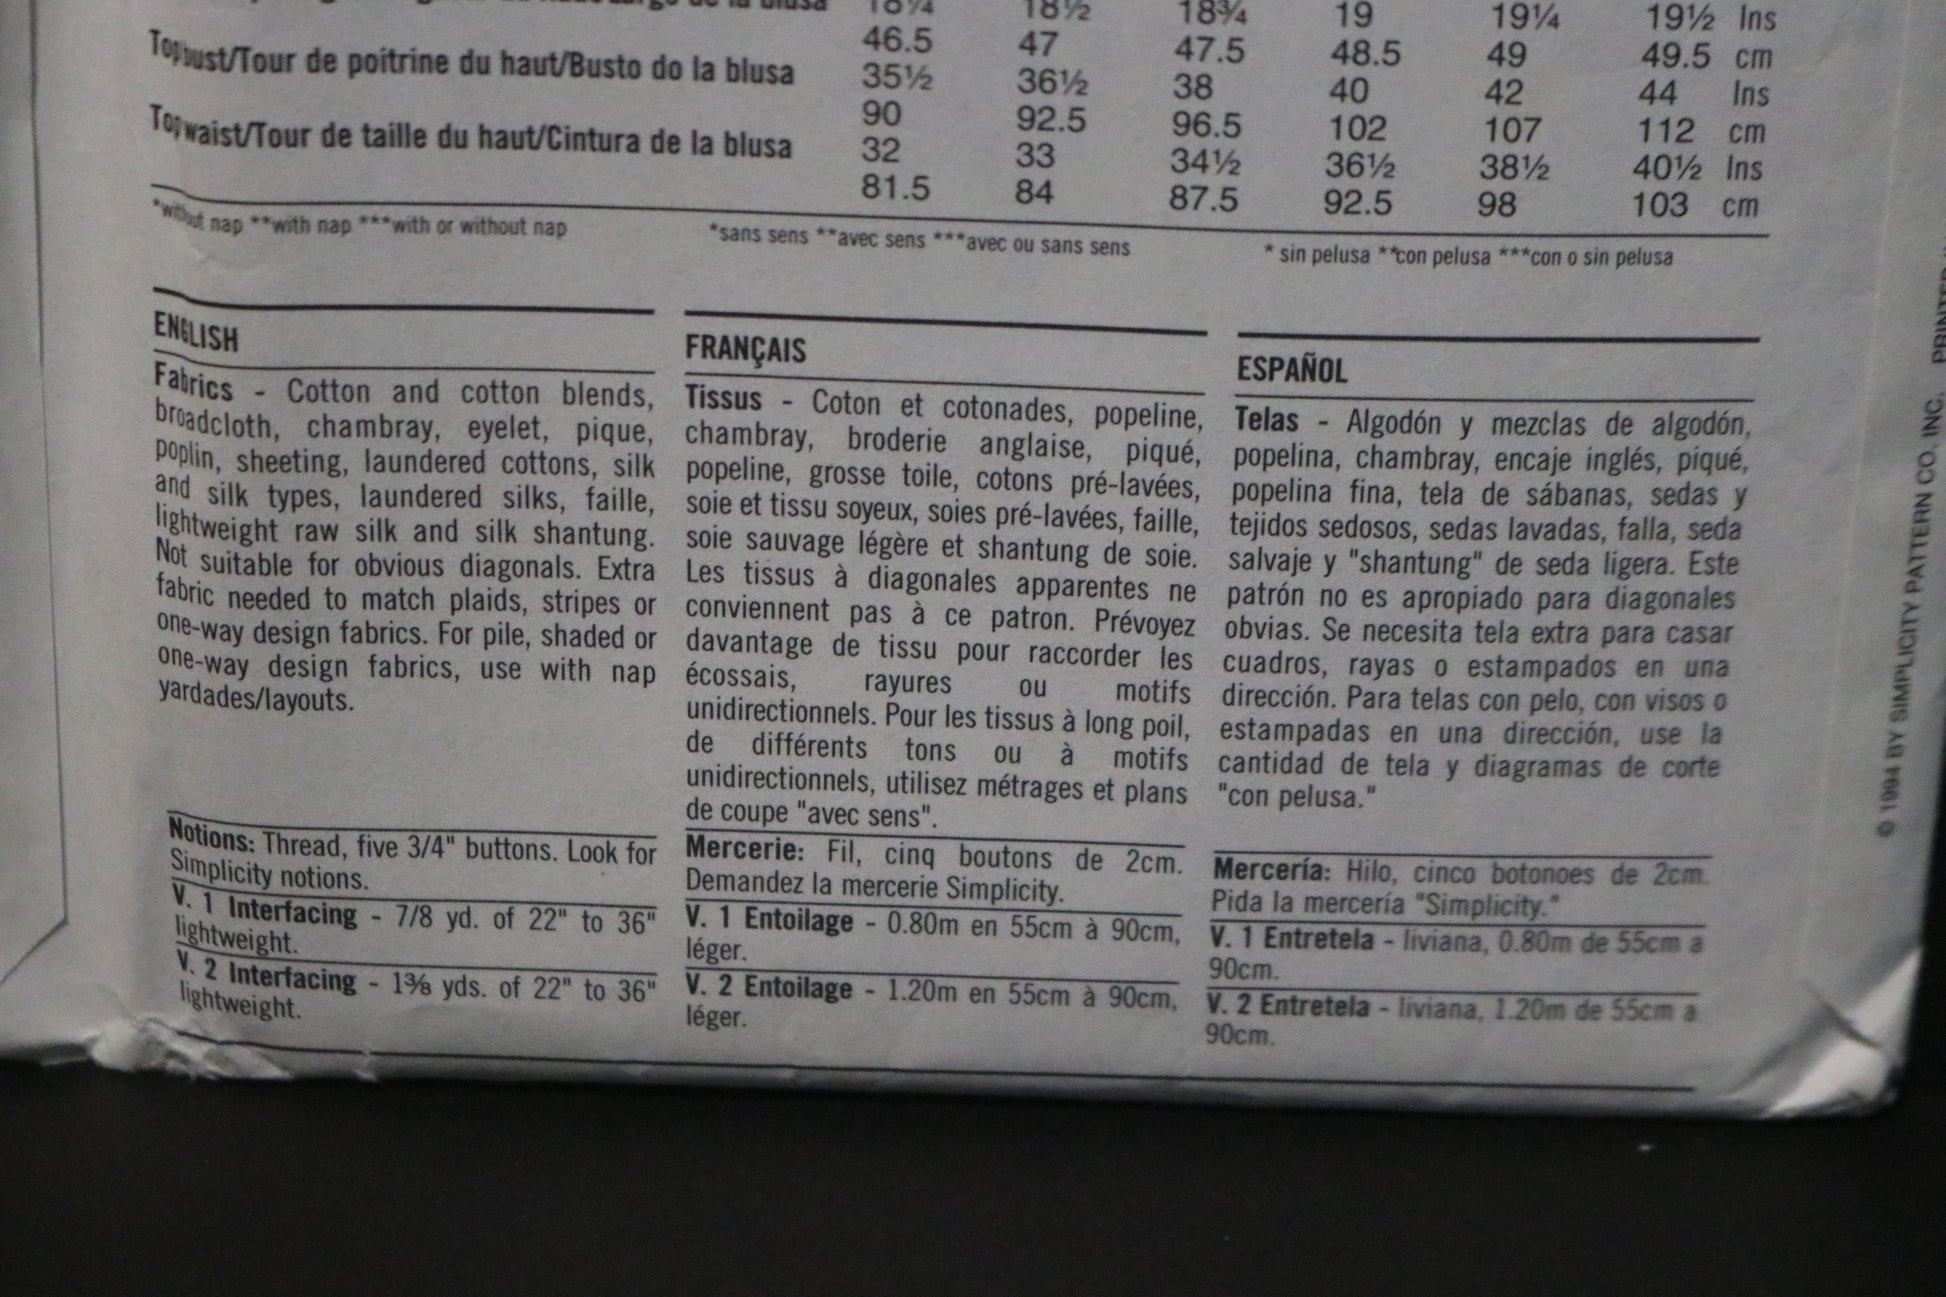 18¼ 18½ 18¾ 19 19¼ 19½ Ins
46.5 47 47.5 48.5 49 49.5 cm
Top bust/Tour de poitrine du haut/Busto do la blusa 35½ 36½ 38 40 42 44 Ins
90 92.5 96.5 102 107 112 cm
Top waist/Tour de taille du haut/Cintura de la blusa 32 33 34½ 36½ 38½ 40½ Ins
81.5 84 87.5 92.5 98 103 cm
*without nap **with nap ***with or without nap
*sans sens **avec sens ***avec ou sans sens
* sin pelusa **con pelusa ***con o sin pelusa
ENGLISH
Fabrics - Cotton and cotton blends,
broadcloth, chambray, eyelet, pique,
poplin, sheeting, laundered cottons, silk
and silk types, laundered silks, faille,
lightweight raw silk and silk shantung.
Not suitable for obvious diagonals. Extra
fabric needed to match plaids, stripes or
one-way design fabrics. For pile, shaded or
one-way design fabrics, use with nap
yardades/layouts.
Notions: Thread, five 3/4" buttons. Look for
Simplicity notions.
V. 1 Interfacing - 7/8 yd. of 22" to 36"
lightweight.
V. 2 Interfacing - 1⅜ yds. of 22" to 36"
lightweight.
FRANÇAIS
Tissus - Coton et cotonades, popeline,
chambray, broderie anglaise, piqué,
popeline, grosse toile, cotons pré-lavées,
soie et tissu soyeux, soies pré-lavées, faille,
soie sauvage légère et shantung de soie.
Les tissus à diagonales apparentes ne
conviennent pas à ce patron. Prévoyez
davantage de tissu pour raccorder les
écossais, rayures ou motifs
unidirectionnels. Pour les tissus à long poil,
de différents tons ou à motifs
unidirectionnels, utilisez métrages et plans
de coupe "avec sens".
Mercerie: Fil, cinq boutons de 2cm.
Demandez la mercerie Simplicity.
V. 1 Entoilage - 0.80m en 55cm à 90cm,
léger.
V. 2 Entoilage - 1.20m en 55cm à 90cm,
léger.
ESPAÑOL
Telas - Algodón y mezclas de algodón,
popelina, chambray, encaje inglés, piqué,
popelina fina, tela de sábanas, sedas y
tejidos sedosos, sedas lavadas, falla, seda
salvaje y "shantung" de seda ligera. Este
patrón no es apropiado para diagonales
obvias. Se necesita tela extra para casar
cuadros, rayas o estampados en una
dirección. Para telas con pelo, con visos o
estampadas en una dirección, use la
cantidad de tela y diagramas de corte
"con pelusa."
Mercería: Hilo, cinco botonoes de 2cm.
Pida la mercería "Simplicity."
V. 1 Entretela - liviana, 0.80m de 55cm a
90cm.
V. 2 Entretela - liviana, 1.20m de 55cm a
90cm.
© 1994 BY SIMPLICITY PATTERN CO. INC.